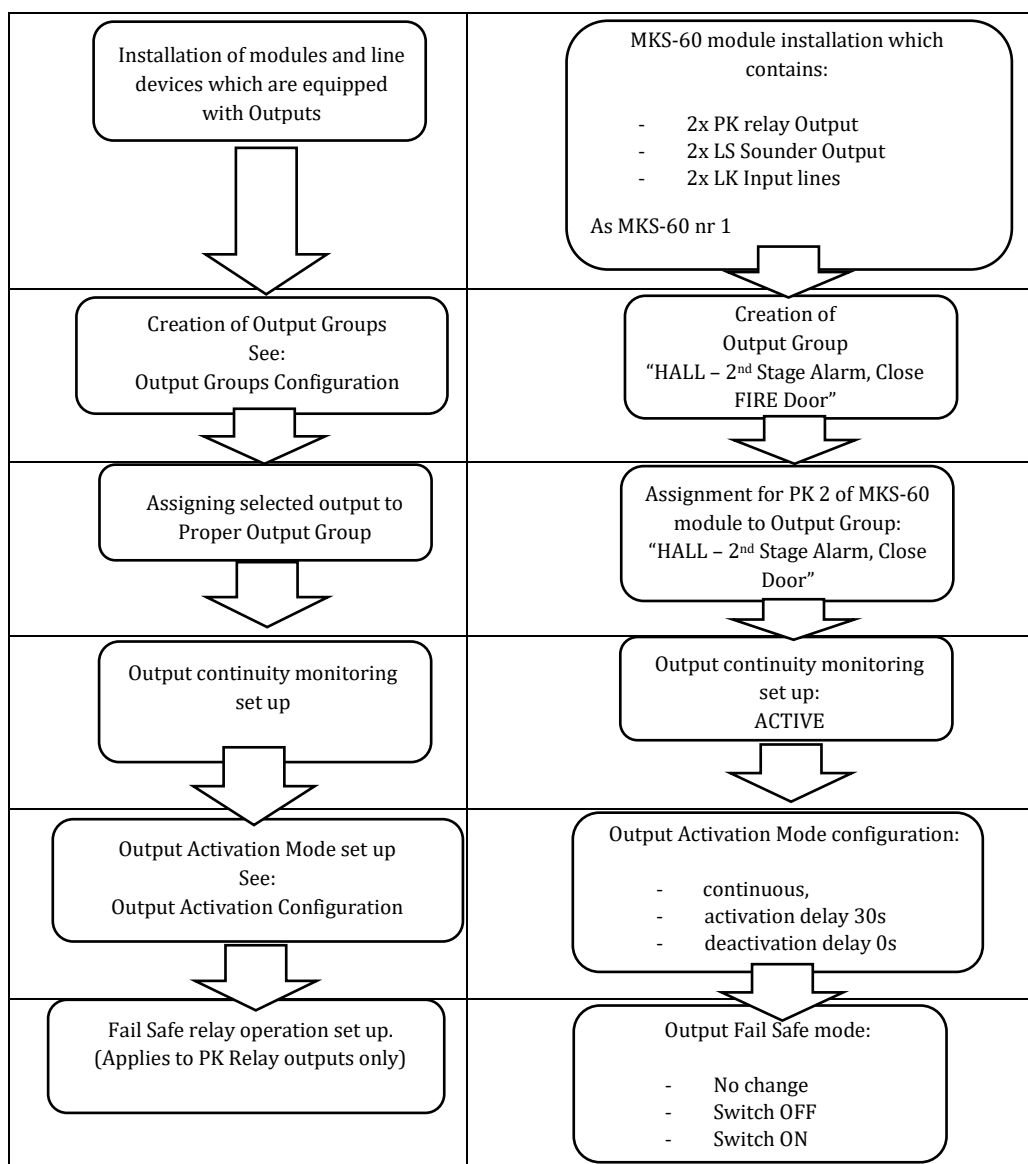 Installation of modules and line
devices which are equipped
with Outputs
MKS-60 module installation which
contains:
- 2x PK relay Output
- 2x LS Sounder Output
- 2x LK Input lines
As MKS-60 nr 1
Creation of Output Groups
See:
Output Groups Configuration
Creation of
Output Group
“HALL – 2nd Stage Alarm, Close
FIRE Door”
Assigning selected output to
Proper Output Group
Assignment for PK 2 of MKS-60
module to Output Group:
“HALL – 2nd Stage Alarm, Close
Door”
Output continuity monitoring
set up
Output continuity monitoring
set up:
ACTIVE
Output Activation Mode set up
See:
Output Activation Configuration
Output Activation Mode configuration:
- continuous,
- activation delay 30s
- deactivation delay 0s
Fail Safe relay operation set up.
(Applies to PK Relay outputs only)
Output Fail Safe mode:
- No change
- Switch OFF
- Switch ON